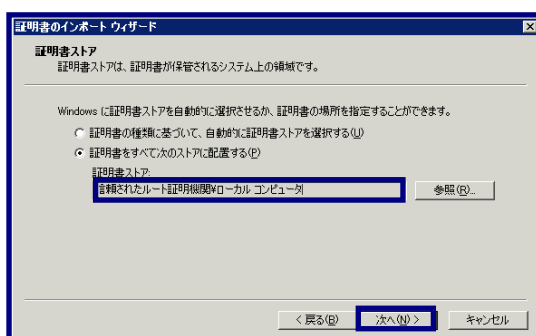 証明書のインポート ウィザード
証明書ストア
証明書ストアは、証明書が保管されるシステム上の領域です。
Windows に証明書ストアを自動的に選択させるか、証明書の場所を指定することができます。
証明書の種類に基づいて、自動的に証明書ストアを選択する(U)
証明書をすべて次のストアに配置する(P)
証明書ストア:
信頼されたルート証明機関¥ローカル コンピュータ
参照(R)...
< 戻る(B)
次へ(N) >
キャンセル